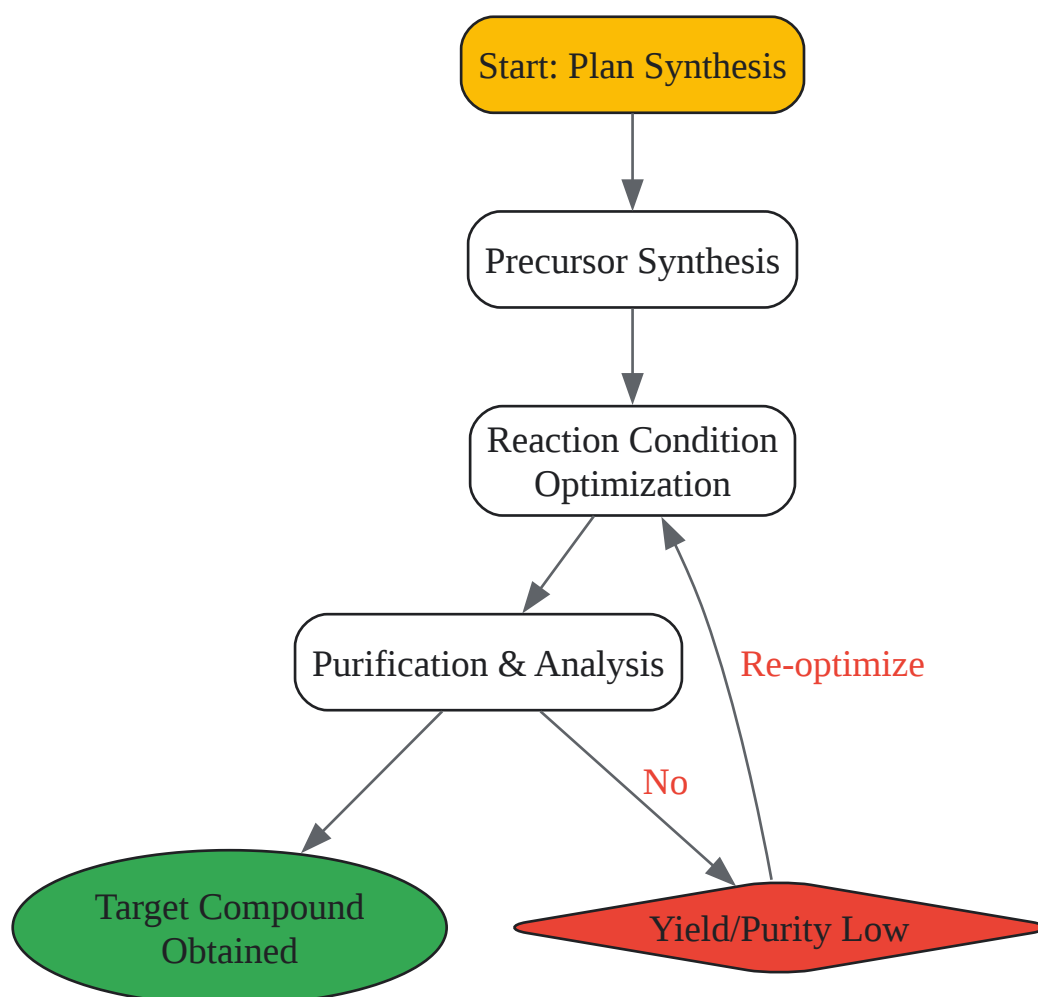 Start: Plan Synthesis
Precursor Synthesis
Reaction Condition
Optimization
Purification & Analysis
Re-optimize
No
Target Compound
Obtained
Yield/Purity Low